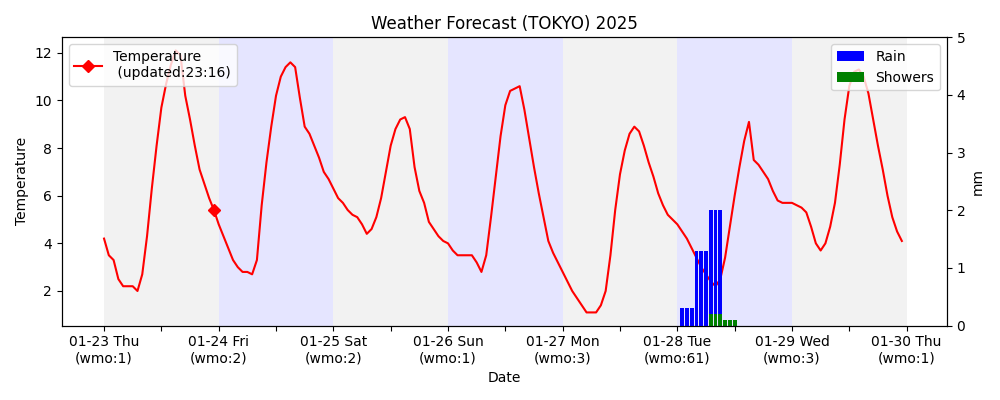 Weather Forecast (TOKYO) 2025
Temperature
(updated:23:16)
Rain
Showers
12
10
8
6
4
2
Temperature
5
4
3
2
1
0
mm
01-23 Thu
(wmo:1)
01-24 Fri
(wmo:2)
01-25 Sat
(wmo:2)
01-26 Sun
(wmo:1)
01-27 Mon
(wmo:3)
01-28 Tue
(wmo:61)
01-29 Wed
(wmo:3)
01-30 Thu
(wmo:1)
Date